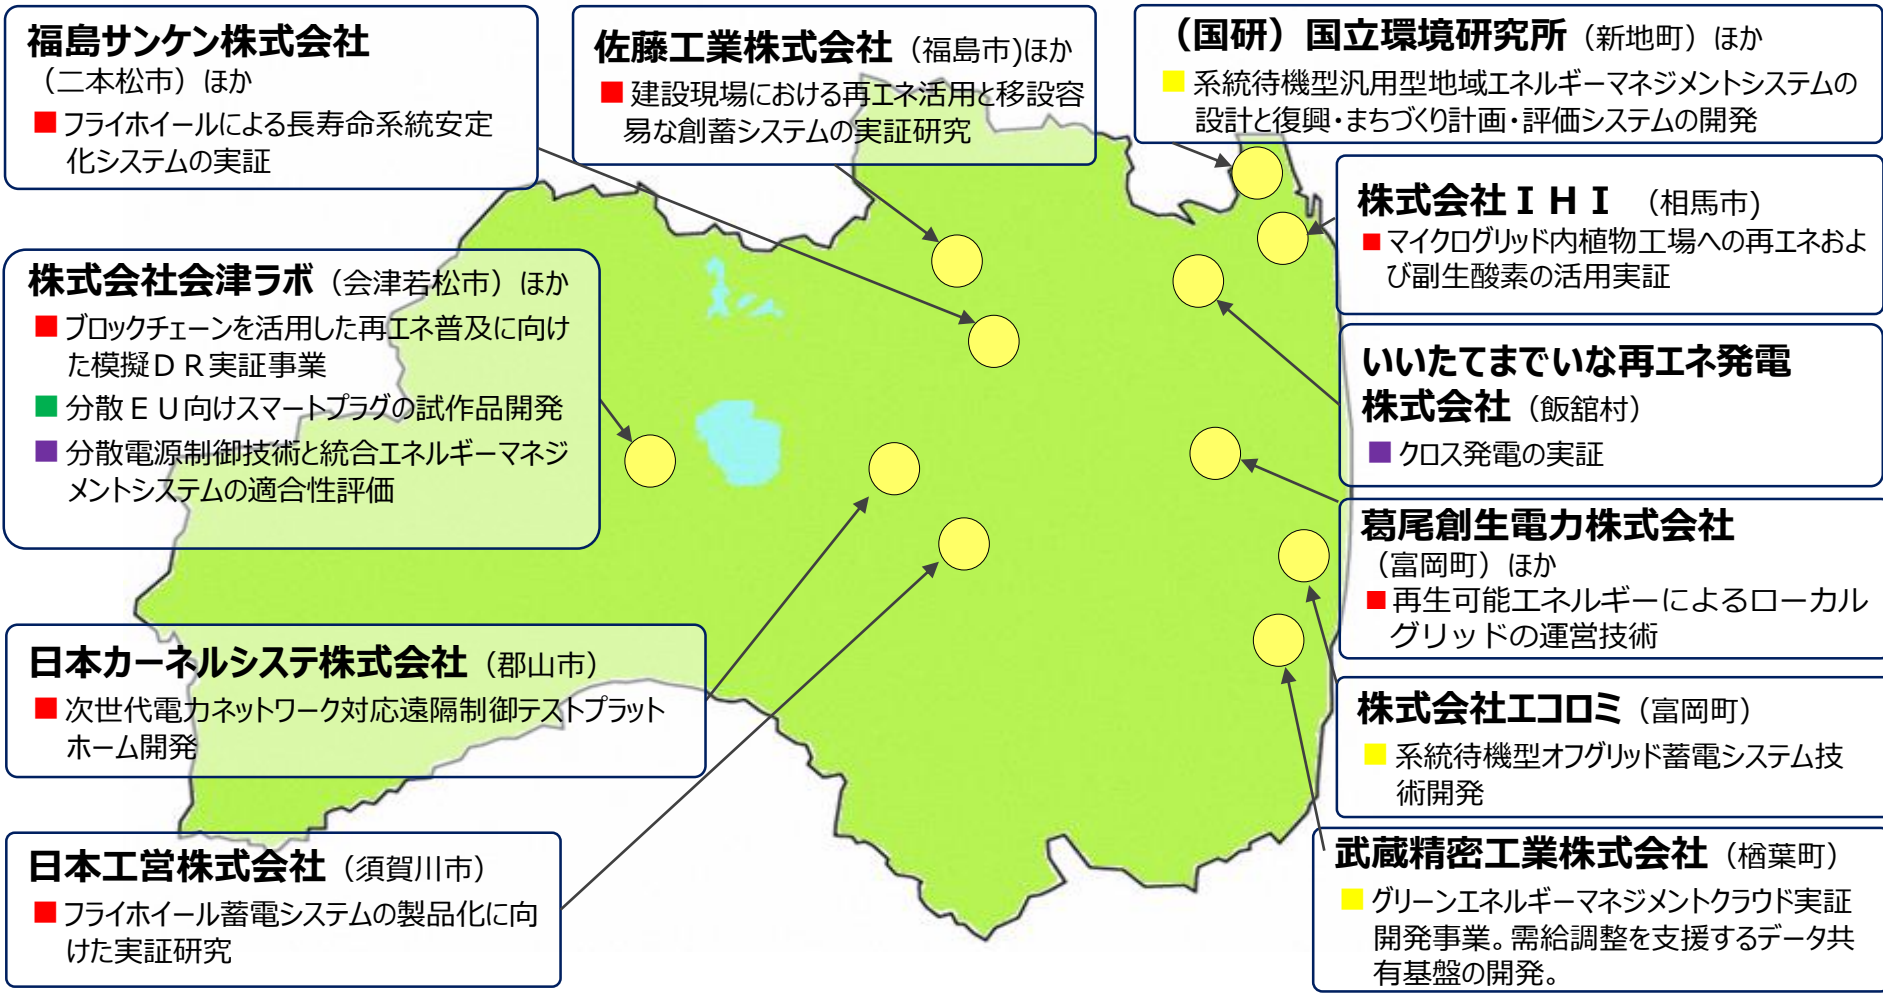 福島サンケン株式会社
（二本松市）ほか
■ フライホイールによる長寿命系統安定
化システムの実証
佐藤工業株式会社（福島市)ほか
■ 建設現場における再エネ活用と移設容
易な創蓄システムの実証研究
（国研）国立環境研究所（新地町）ほか
■ 系統待機型汎用型地域エネルギーマネジメントシステムの
設計と復興・まちづくり計画・評価システムの開発
株式会社ＩＨＩ （相馬市)
■ マイクログリッド内植物工場への再エネおよ
び副生酸素の活用実証
株式会社会津ラボ（会津若松市）ほか
■ ブロックチェーンを活用した再エネ普及に向け
た模擬ＤＲ実証事業
■ 分散ＥＵ向けスマートプラグの試作品開発
■ 分散電源制御技術と統合エネルギーマネジ
メントシステムの適合性評価
いいたてまでいな再エネ発電
株式会社（飯舘村）
■ クロス発電の実証
葛尾創生電力株式会社
（富岡町）ほか
■ 再生可能エネルギーによるローカル
グリッドの運営技術
日本カーネルシステ株式会社（郡山市）
■ 次世代電力ネットワーク対応遠隔制御テストプラット
ホーム開発
株式会社エコロミ（富岡町）
■ 系統待機型オフグリッド蓄電システム技
術開発
日本工営株式会社（須賀川市）
■ フライホイール蓄電システムの製品化に向
けた実証研究
武蔵精密工業株式会社（楢葉町）
■ グリーンエネルギーマネジメントクラウド実証
開発事業。需給調整を支援するデータ共
有基盤の開発。